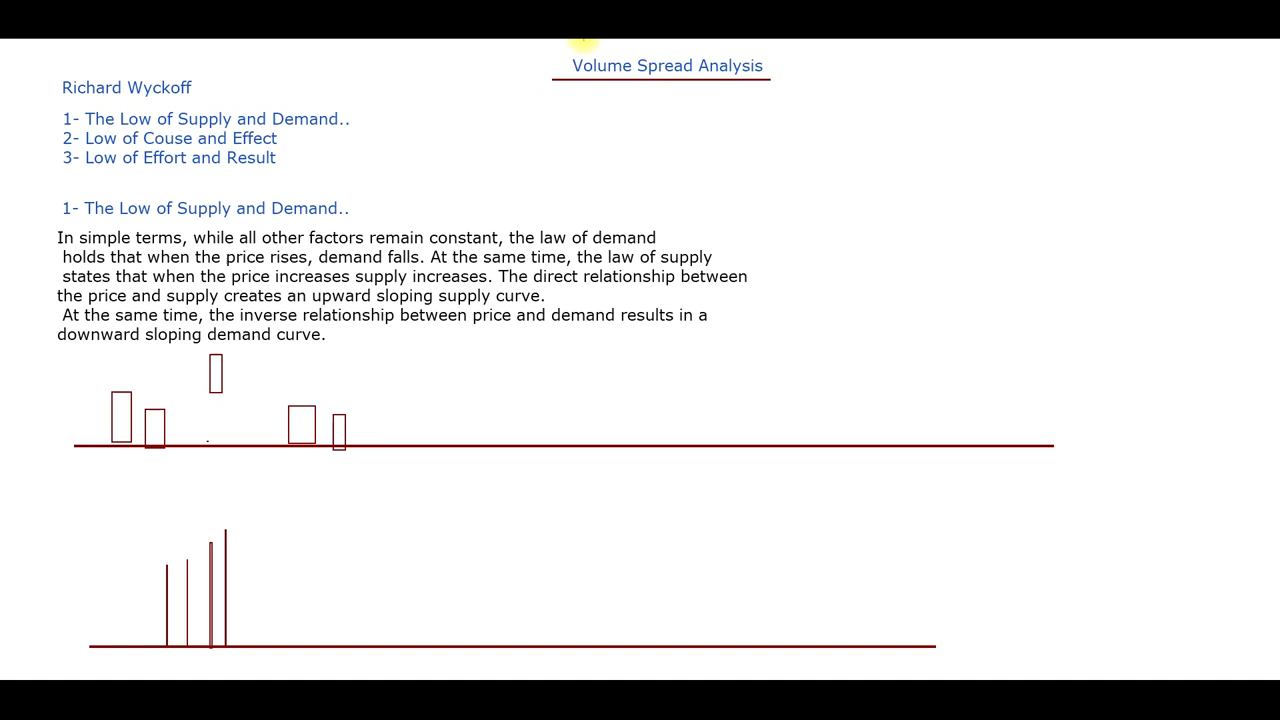 Volume Spread Analysis
Richard Wyckoff
1- The Low of Supply and Demand..
2- Low of Couse and Effect
3- Low of Effort and Result
1- The Low of Supply and Demand..
In simple terms, while all other factors remain constant, the law of demand
holds that when the price rises, demand falls. At the same time, the law of supply
states that when the price increases supply increases. The direct relationship between
the price and supply creates an upward sloping supply curve.
At the same time, the inverse relationship between price and demand results in a
downward sloping demand curve.